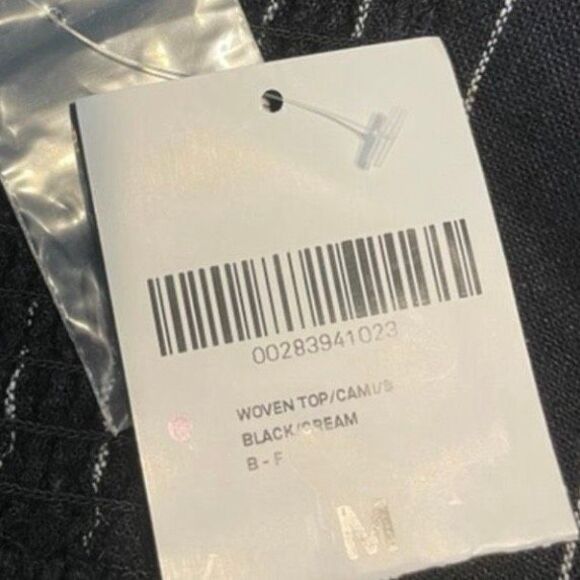 00283941023
WOVEN TOP/CAMI/S
BLACK/CREAM
B - F
M